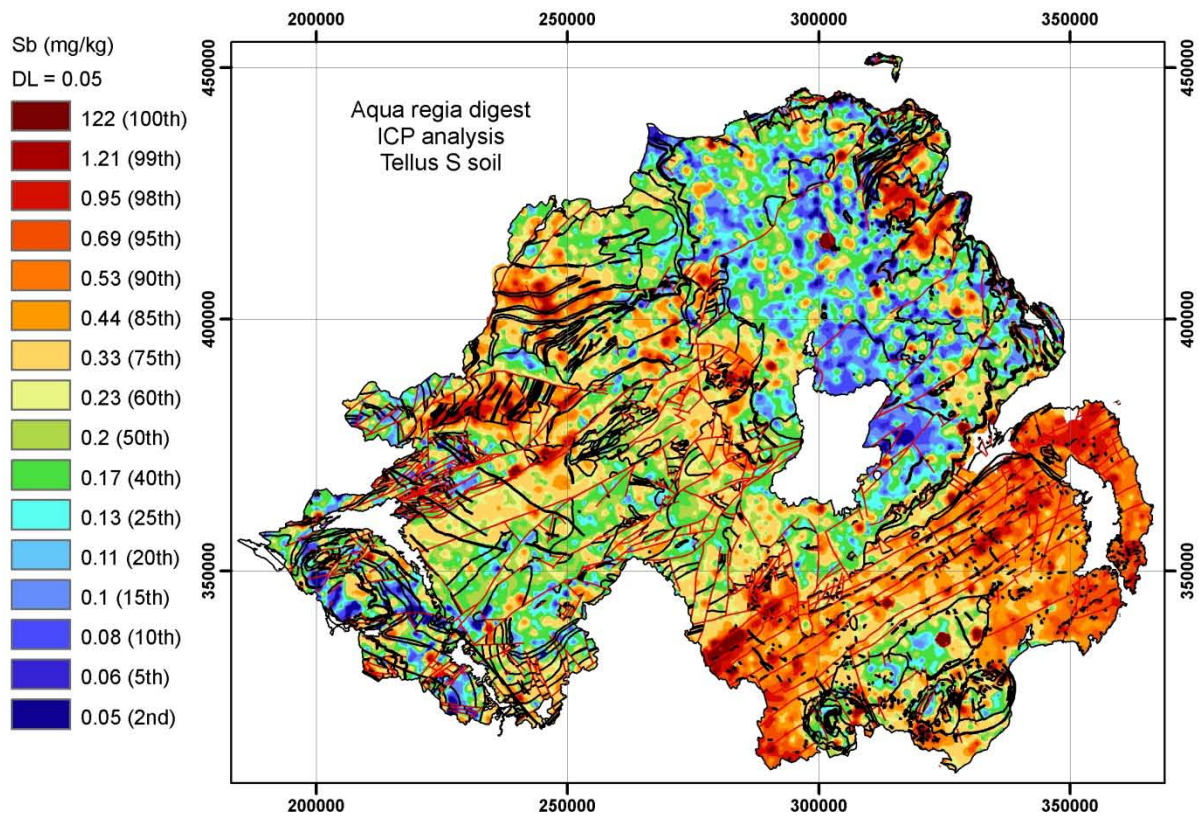 200000 250000 300000 350000
Sb (mg/kg)
DL = 0.05
122 (100th)
1.21 (99th)
0.95 (98th)
0.69 (95th)
0.53 (90th)
0.44 (85th)
0.33 (75th)
0.23 (60th)
0.2 (50th)
0.17 (40th)
0.13 (25th)
0.11 (20th)
0.1 (15th)
0.08 (10th)
0.06 (5th)
0.05 (2nd)
Aqua regia digest
ICP analysis
Tellus S soil
450000
400000
350000
450000
400000
350000
200000 250000 300000 350000